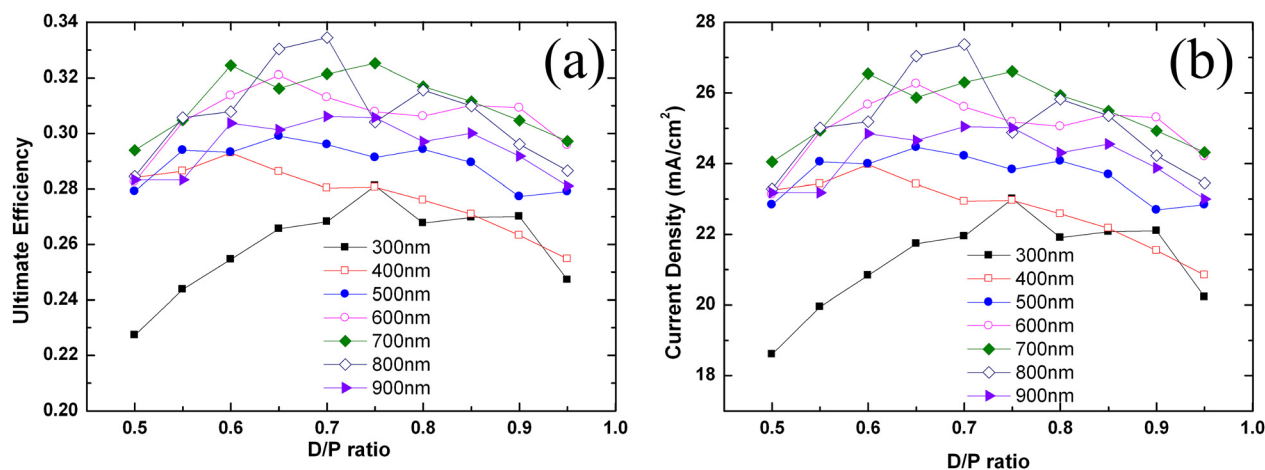 (a)
Ultimate Efficiency
0.34
0.32
0.30
0.28
0.26
0.24
0.22
0.20
300nm
400nm
500nm
600nm
700nm
800nm
900nm
0.5 0.6 0.7 0.8 0.9 1.0
D/P ratio
(b)
Current Density (mA/cm²)
28
26
24
22
20
18
300nm
400nm
500nm
600nm
700nm
800nm
900nm
0.5 0.6 0.7 0.8 0.9 1.0
D/P ratio